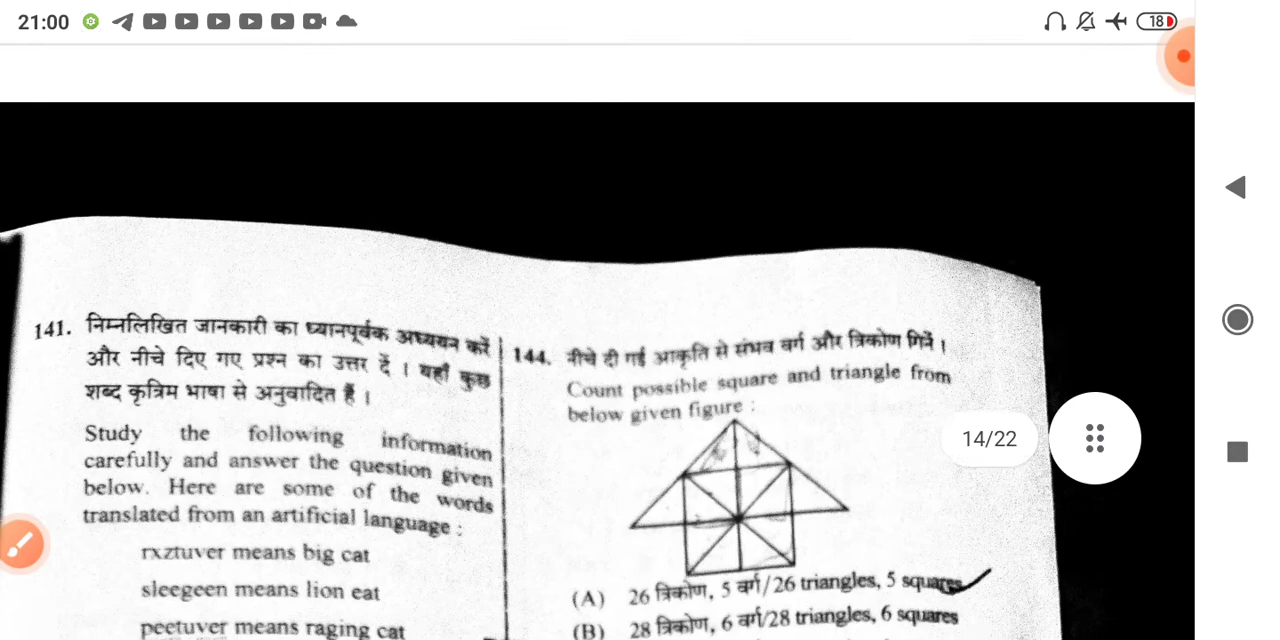 21:00
18
141. निम्नलिखित जानकारी का ध्यानपूर्वक अध्ययन करें
और नीचे दिए गए प्रश्न का उत्तर दें । यहाँ कुछ
शब्द कृत्रिम भाषा से अनुवादित हैं ।
Study the following information
carefully and answer the question given
below. Here are some of the words
translated from an artificial language :
rxztuver means big cat
sleegeen means lion eat
peetuver means raging cat
144. नीचे दी गई आकृति से संभव वर्ग और त्रिकोण गिनें ।
Count possible square and triangle from
below given figure :
(A) 26 त्रिकोण, 5 वर्ग/26 triangles, 5 squares
(B) 28 त्रिकोण, 6 वर्ग/28 triangles, 6 squares
14/22